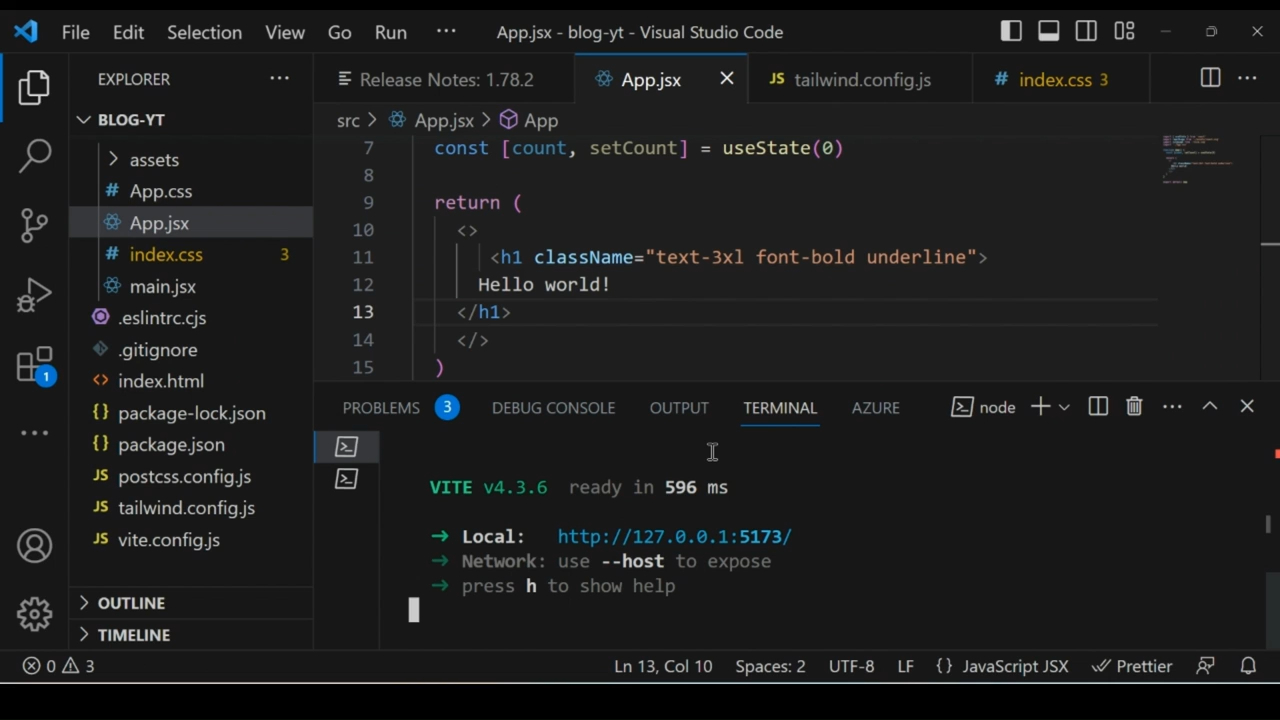 File Edit Selection View Go Run ··· App.jsx - blog-yt - Visual Studio Code
EXPLORER ···
Release Notes: 1.78.2
App.jsx
JS tailwind.config.js
# index.css 3
BLOG-YT
src > App.jsx > App
assets
# App.css
App.jsx
# index.css 3
main.jsx
.eslintrc.cjs
.gitignore
<> index.html
{} package-lock.json
{} package.json
JS postcss.config.js
JS tailwind.config.js
JS vite.config.js
OUTLINE
TIMELINE
1
7 const [count, setCount] = useState(0)
8
9 return (
10 <>
11 <h1 className="text-3xl font-bold underline">
12 Hello world!
13 </h1>
14 </>
15 )
PROBLEMS 3 DEBUG CONSOLE OUTPUT TERMINAL AZURE node
VITE v4.3.6 ready in 596 ms
➜ Local: http://127.0.0.1:5173/
➜ Network: use --host to expose
➜ press h to show help
0 3 Ln 13, Col 10 Spaces: 2 UTF-8 LF {} JavaScript JSX Prettier